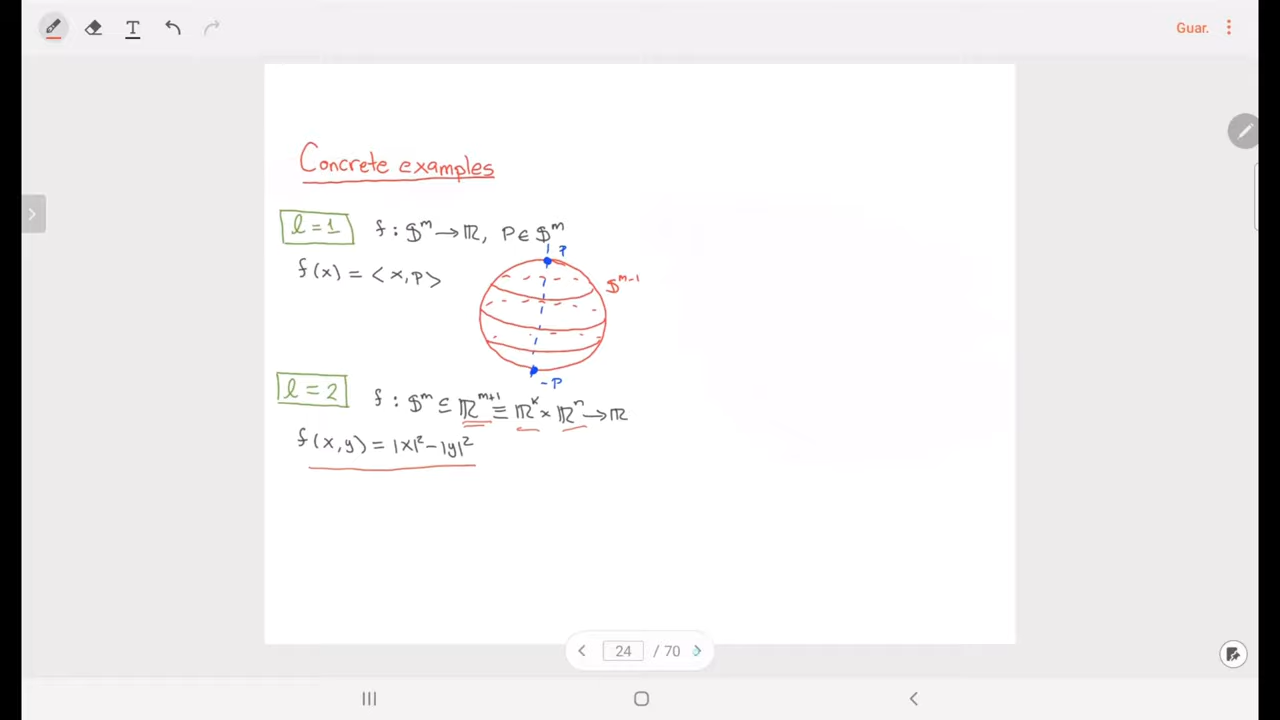 Guar.
Concrete examples
l = 1 f : 𝕊^m → ℝ, p ∈ 𝕊^m
f(x) = < x, p >
p
𝕊^{m-1}
-p
l = 2 f : 𝕊^m ⊆ ℝ^{m+1} ≡ ℝ^k × ℝ^n → ℝ
f(x,y) = |x|² - |y|²
24 / 70